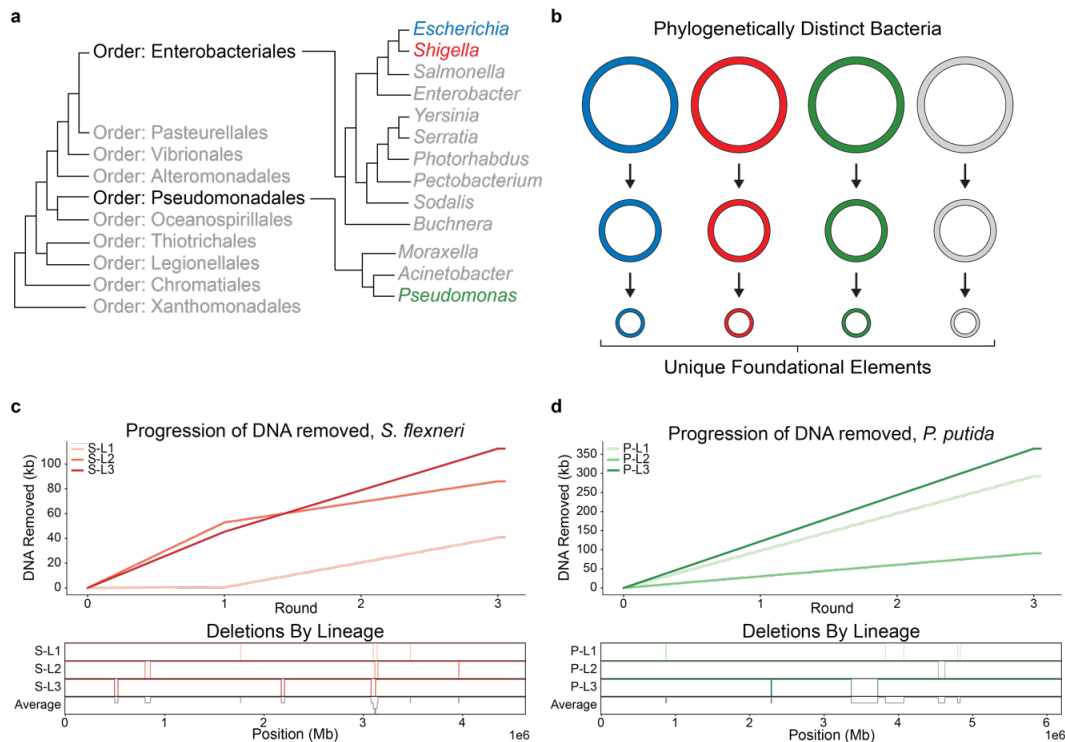 a
Order: Enterobacteriales
Order: Pasteurellales
Order: Vibrionales
Order: Alteromonadales
Order: Pseudomonadales
Order: Oceanospirillales
Order: Thiotrichales
Order: Legionellales
Order: Chromatiales
Order: Xanthomonadales
Escherichia
Shigella
Salmonella
Enterobacter
Yersinia
Serratia
Photorhabdus
Pectobacterium
Sodalis
Buchnera
Moraxella
Acinetobacter
Pseudomonas
b
Phylogenetically Distinct Bacteria
Unique Foundational Elements
c
Progression of DNA removed, S. flexneri
S-L1
S-L2
S-L3
DNA Removed (kb)
100
80
60
40
20
0
0 1 2 3
Round
Deletions By Lineage
S-L1
S-L2
S-L3
Average
0 1 2 3 4
1e6
Position (Mb)
d
Progression of DNA removed, P. putida
P-L1
P-L2
P-L3
DNA Removed (kb)
350
300
250
200
150
100
50
0
0 1 2 3
Round
Deletions By Lineage
P-L1
P-L2
P-L3
Average
0 1 2 3 4 5 6
1e6
Position (Mb)